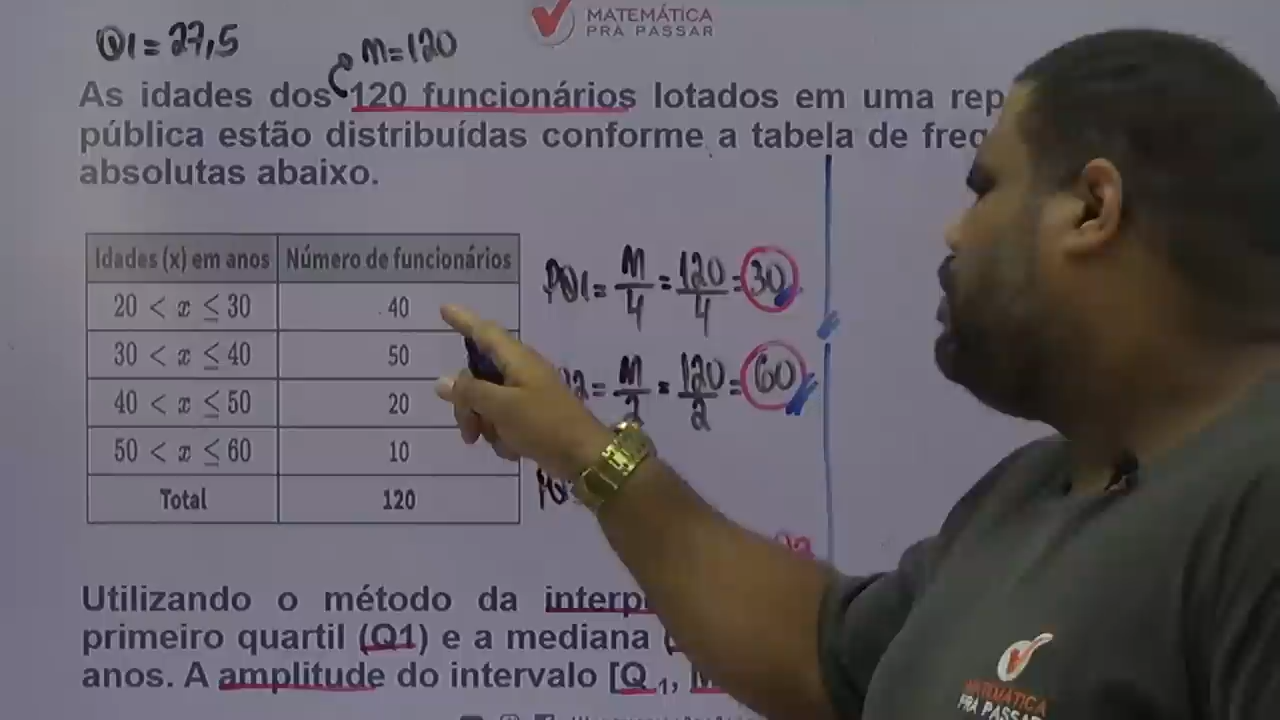 MATEMÁTICA
PRA PASSAR
Q1 = 27,5
n = 120
As idades dos 120 funcionários lotados em uma
pública estão distribuídas conforme a tabela de
absolutas abaixo.
Idades (x) em anos Número de funcionários
20 < x ≤ 30 40
30 < x ≤ 40 50
40 < x ≤ 50 20
50 < x ≤ 60 10
Total 120
PQ1 = n/4 = 120/4 = 30
= n/2 = 120/2 = 60
Utilizando o método da
primeiro quartil (Q1) e a mediana
anos. A amplitude do intervalo [Q1,
MATEMÁTICA
PRA PASSAR